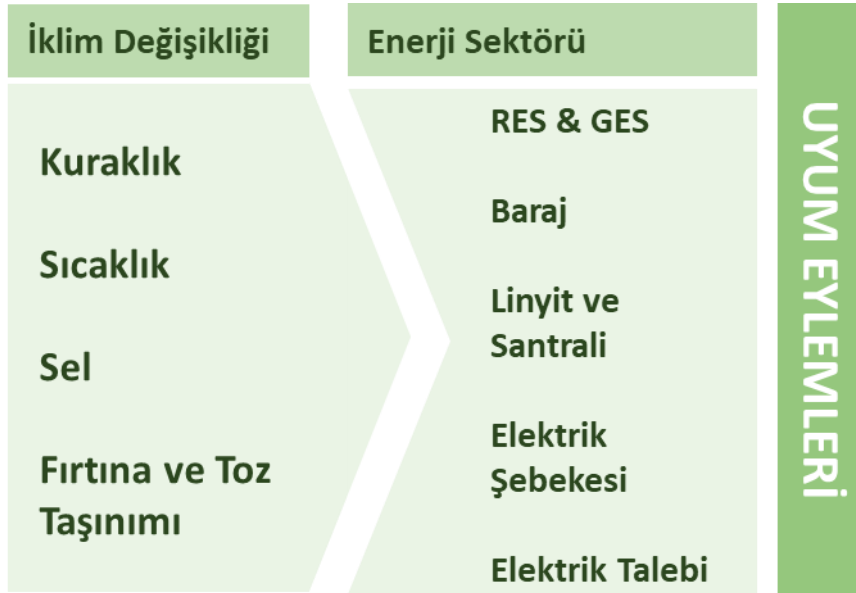 İklim Değişikliği
Kuraklık
Sıcaklık
Sel
Fırtına ve Toz
Taşınımı
Enerji Sektörü
RES & GES
Baraj
Linyit ve
Santrali
Elektrik
Şebekesi
Elektrik Talebi
UYUM EYLEMLERİ